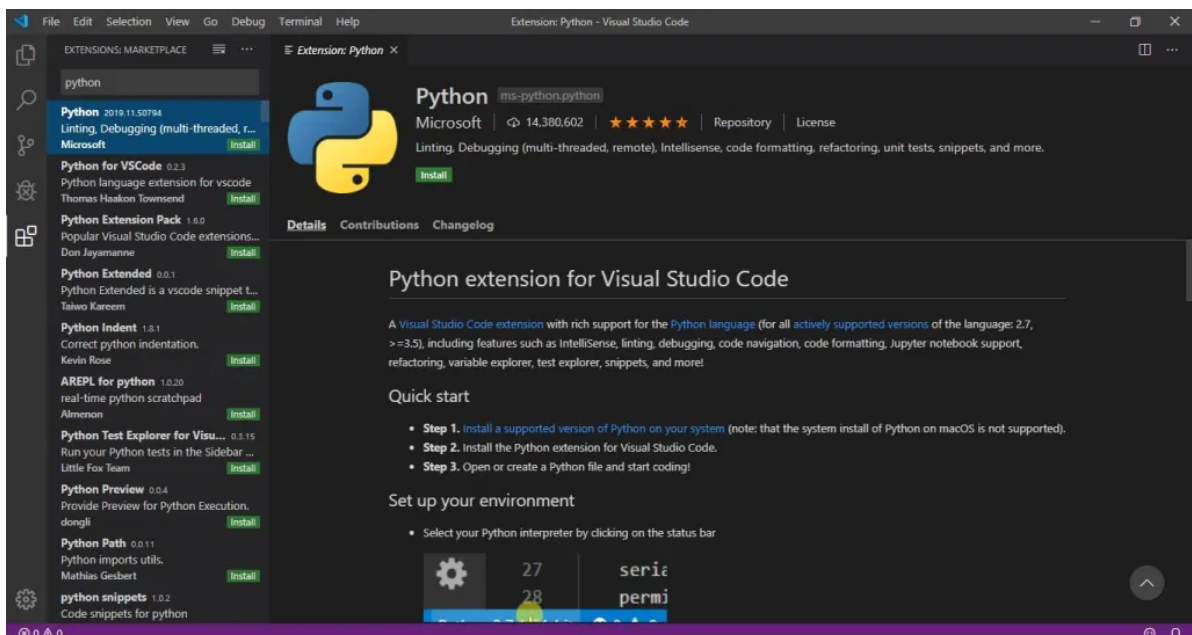 File Edit Selection View Go Debug Terminal Help
Extension: Python - Visual Studio Code
EXTENSIONS: MARKETPLACE
python
Python 2019.11.50794
Linting, Debugging (multi-threaded, r...
Microsoft Install
Python for VSCode 0.2.3
Python language extension for vscode
Thomas Haakon Townsend Install
Python Extension Pack 1.6.0
Popular Visual Studio Code extensions...
Don Jayamanne Install
Python Extended 0.0.1
Python Extended is a vscode snippet t...
Taiwo Kareem Install
Python Indent 1.8.1
Correct python indentation.
Kevin Rose Install
AREPL for python 1.0.20
real-time python scratchpad
Almenon Install
Python Test Explorer for Visu... 0.3.15
Run your Python tests in the Sidebar ...
Little Fox Team Install
Python Preview 0.0.4
Provide Preview for Python Execution.
dongli Install
Python Path 0.0.11
Python imports utils.
Mathias Gesbert Install
python snippets 1.0.2
Code snippets for python
Extension: Python
Python ms-python.python
Microsoft 14,380,602 Repository License
Linting, Debugging (multi-threaded, remote), Intellisense, code formatting, refactoring, unit tests, snippets, and more.
Install
Details Contributions Changelog
Python extension for Visual Studio Code
A Visual Studio Code extension with rich support for the Python language (for all actively supported versions of the language: 2.7,
>=3.5), including features such as IntelliSense, linting, debugging, code navigation, code formatting, Jupyter notebook support,
refactoring, variable explorer, test explorer, snippets, and more!
Quick start
• Step 1. Install a supported version of Python on your system (note: that the system install of Python on macOS is not supported).
• Step 2. Install the Python extension for Visual Studio Code.
• Step 3. Open or create a Python file and start coding!
Set up your environment
• Select your Python interpreter by clicking on the status bar
27 seria
28 permi